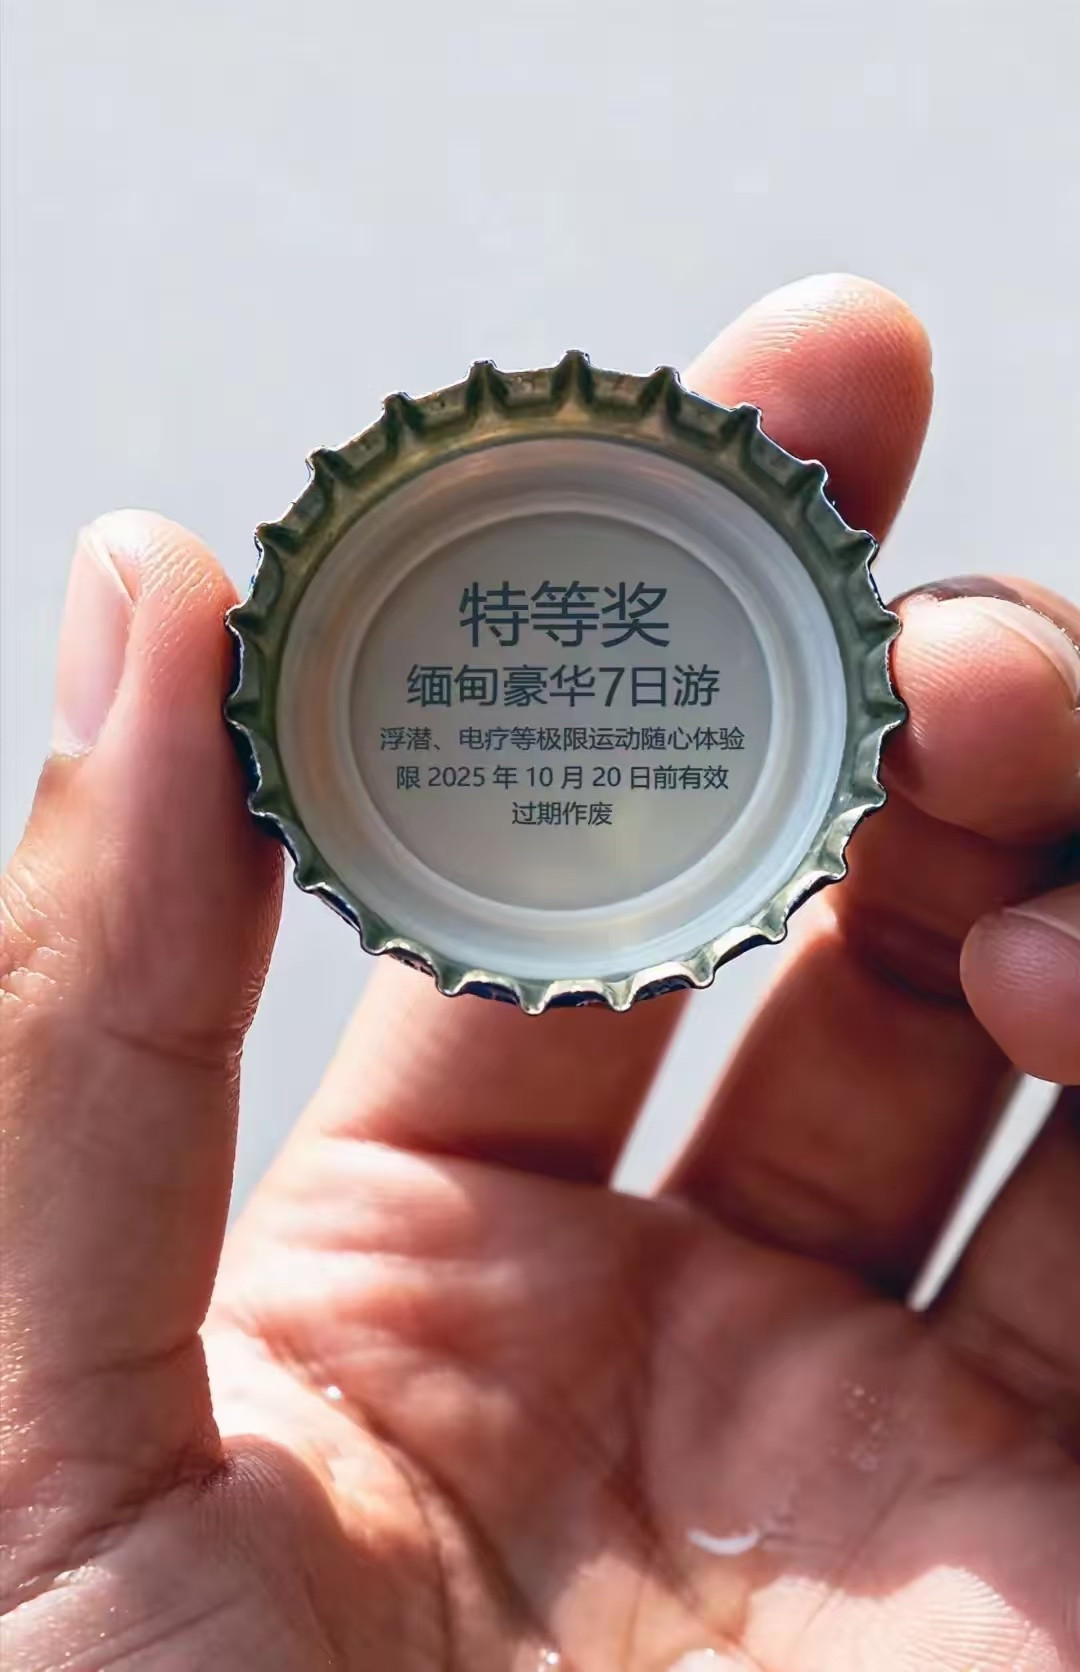 特等奖
缅甸豪华7日游
浮潜、电疗等极限运动随心体验
限 2025 年 10 月 20 日前有效
过期作废